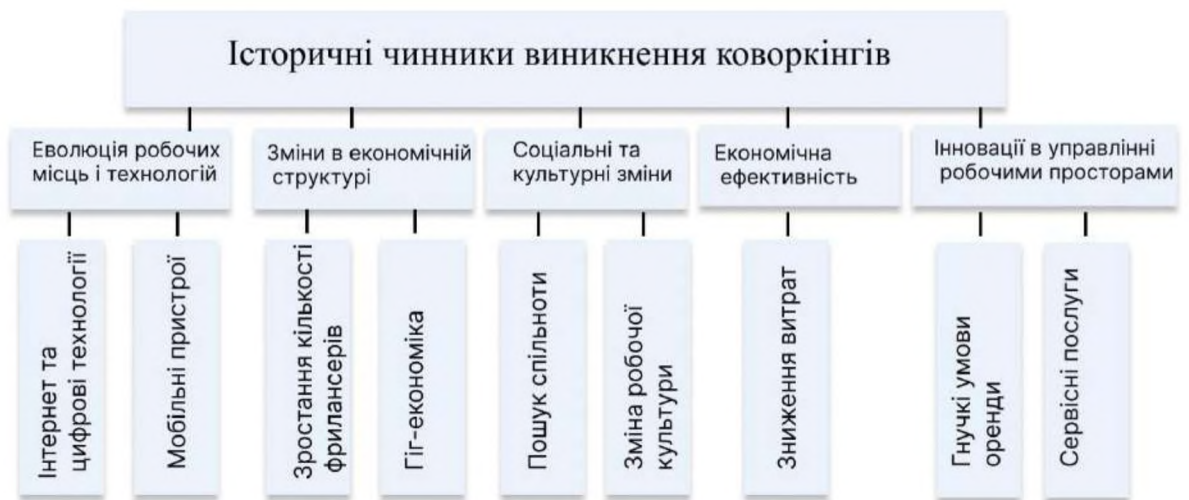 Історичні чинники виникнення коворкінгів
Еволюція робочих
місць і технологій
Зміни в економічній
структурі
Соціальні та
культурні зміни
Економічна
ефективність
Інновації в управлінні
робочими просторами
Інтернет та
цифрові технології
Мобільні пристрої
Зростання кількості
фрилансерів
Гіг-економіка
Пошук спільноти
Зміна робочої
культури
Зниження витрат
Гнучкі умови
оренди
Сервісні послуги